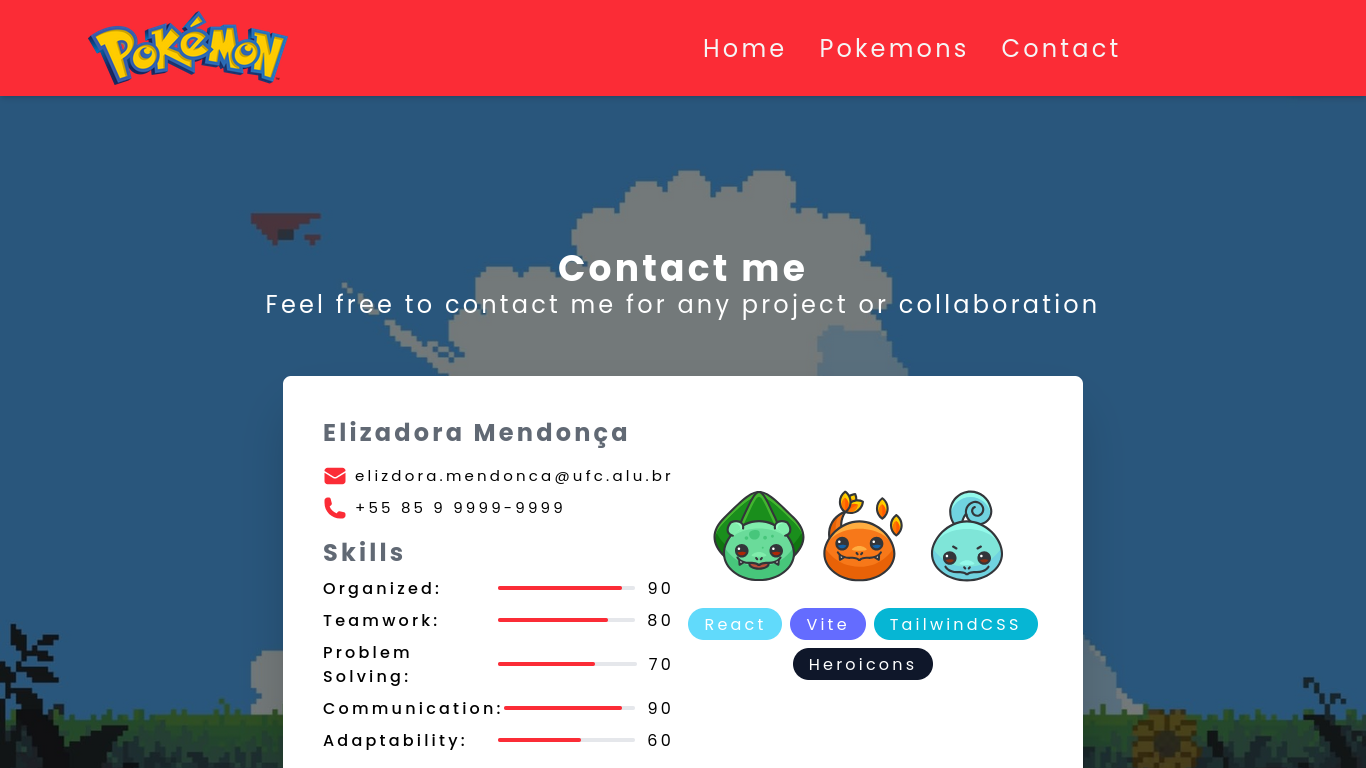 Pokémon
Home Pokemons Contact
Contact me
Feel free to contact me for any project or collaboration
Elizadora Mendonça
elizdora.mendonca@ufc.alu.br
+55 85 9 9999-9999
Skills
Organized: 90
Teamwork: 80
Problem
Solving: 70
Communication: 90
Adaptability: 60
React Vite TailwindCSS
Heroicons